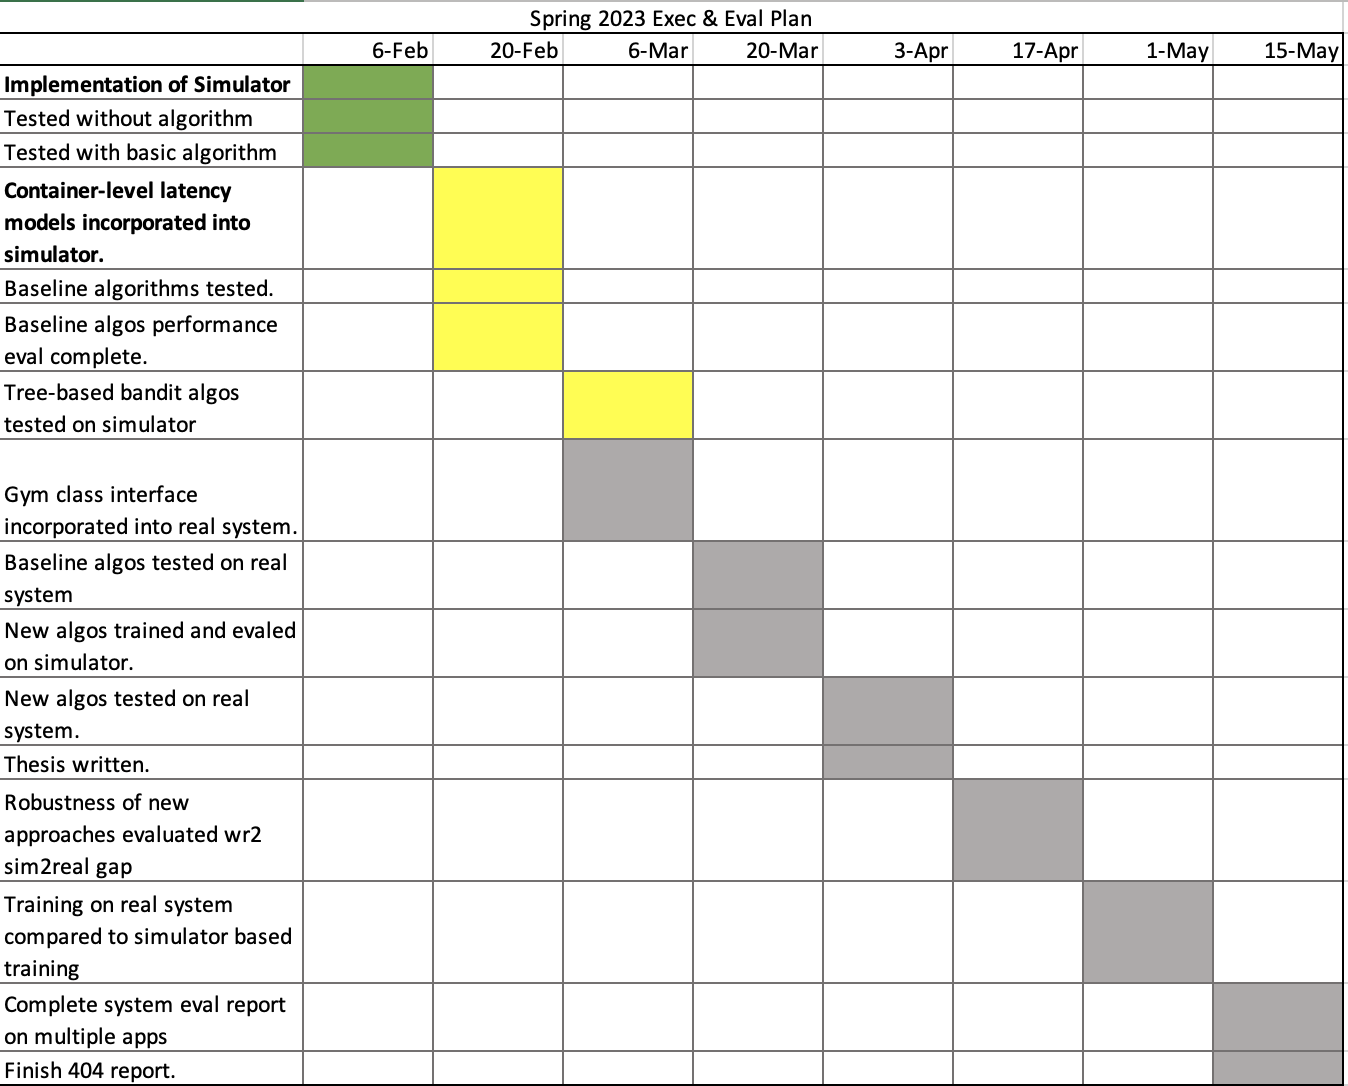 Spring 2023 Exec & Eval Plan
6-Feb 20-Feb 6-Mar 20-Mar 3-Apr 17-Apr 1-May 15-May
Implementation of Simulator
Tested without algorithm
Tested with basic algorithm
Container-level latency
models incorporated into
simulator.
Baseline algorithms tested.
Baseline algos performance
eval complete.
Tree-based bandit algos
tested on simulator
Gym class interface
incorporated into real system.
Baseline algos tested on real
system
New algos trained and evaled
on simulator.
New algos tested on real
system.
Thesis written.
Robustness of new
approaches evaluated wr2
sim2real gap
Training on real system
compared to simulator based
training
Complete system eval report
on multiple apps
Finish 404 report.